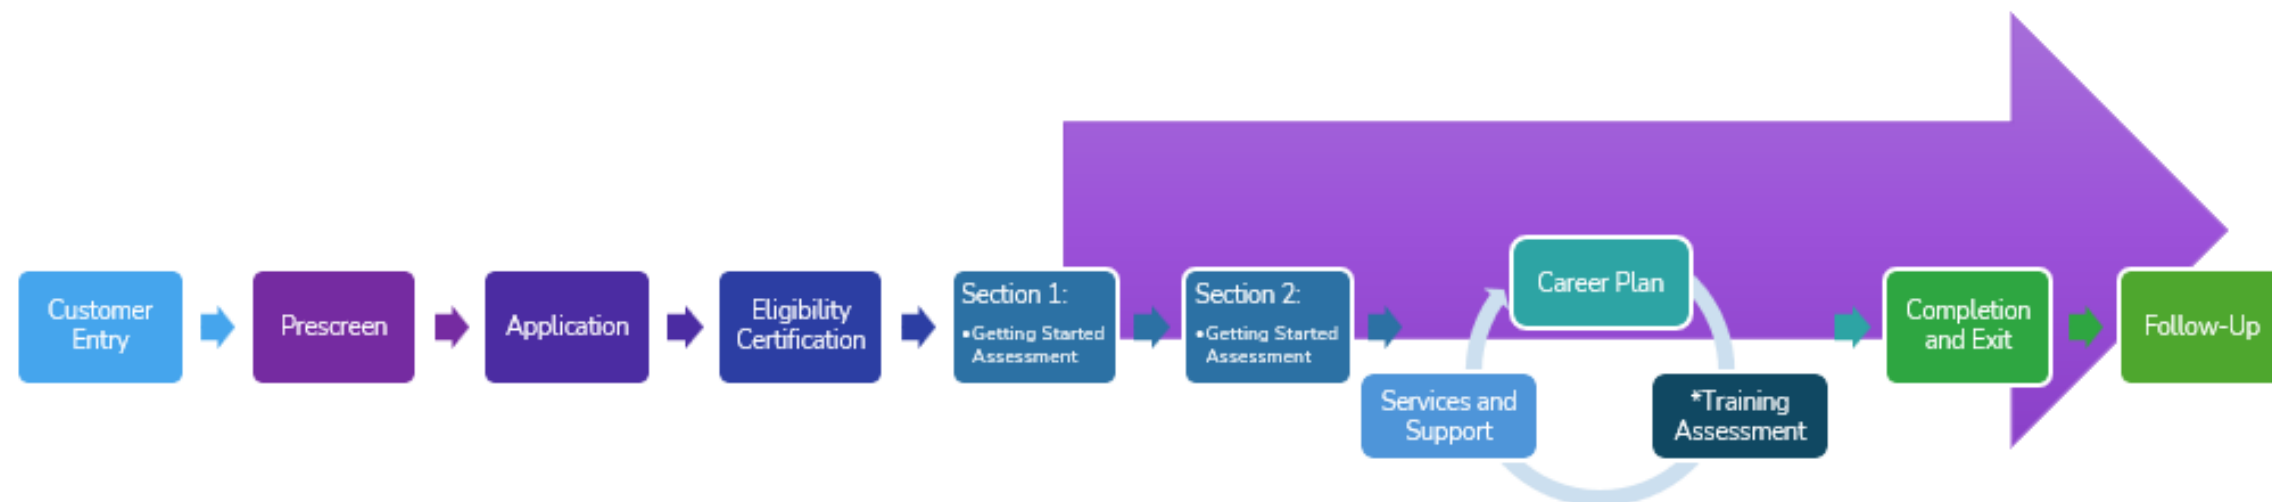 Customer
Entry
Prescreen
Application
Eligibility
Certification
Section 1:
•Getting Started
Assessment
Section 2:
•Getting Started
Assessment
Career Plan
Services and
Support
*Training
Assessment
Completion
and Exit
Follow-Up